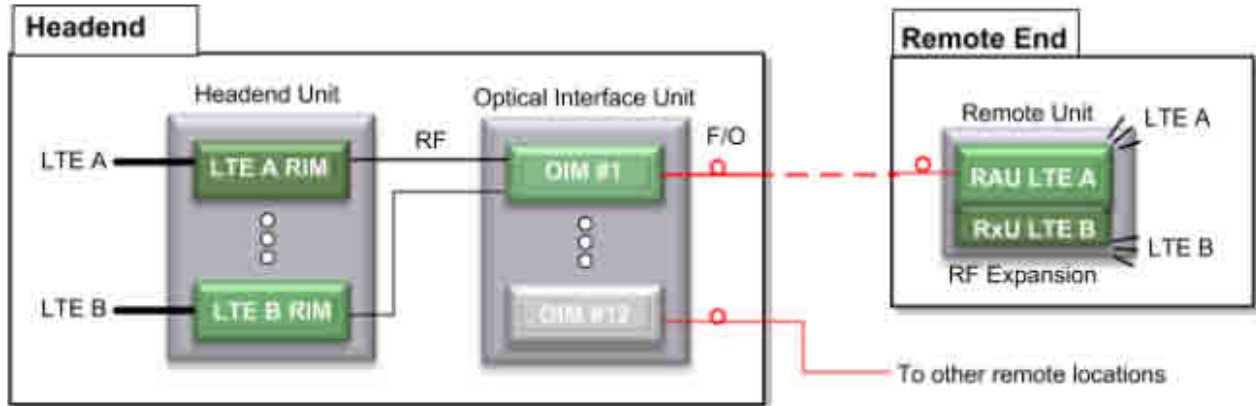 Headend
Remote End
Headend Unit
Optical Interface Unit
Remote Unit
LTE A
RF
F/O
LTE A
LTE A RIM
OIM #1
RAU LTE A
RxU LTE B
LTE B
RF Expansion
LTE B
LTE B RIM
OIM #12
To other remote locations